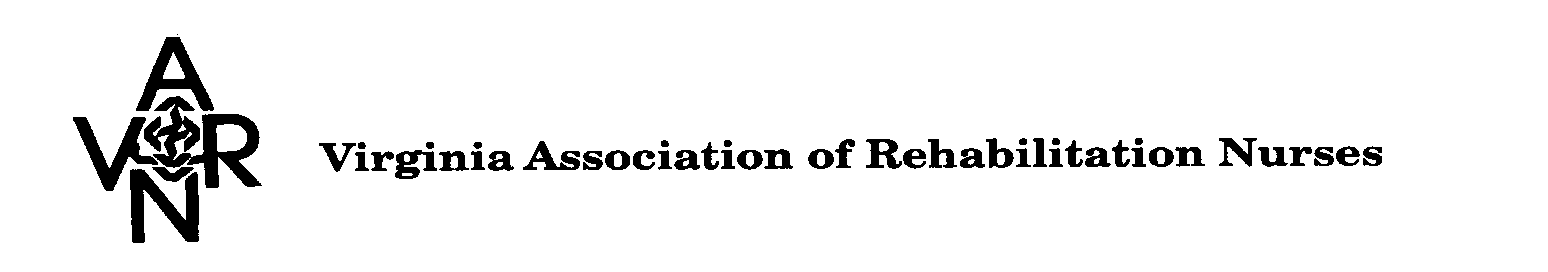 A
V R
N
Virginia Association of Rehabilitation Nurses